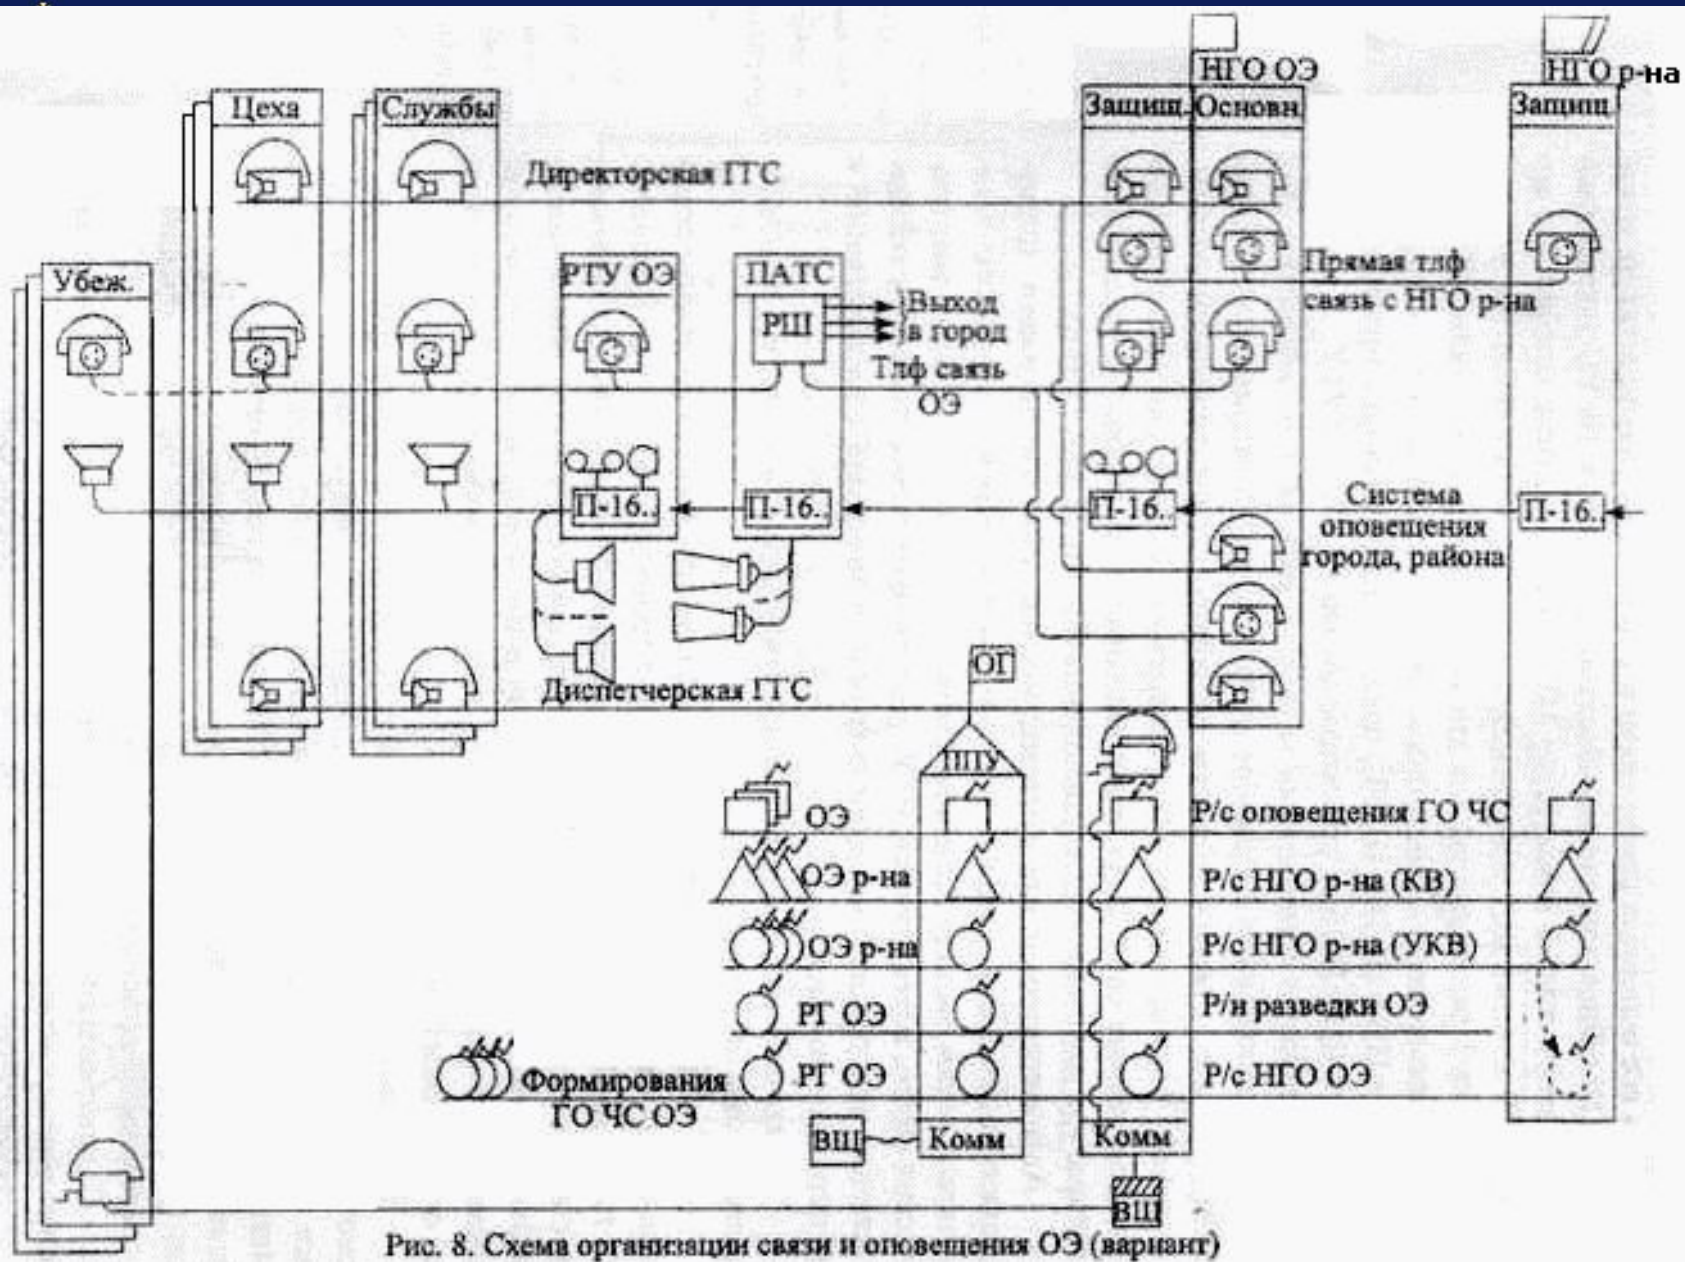 НГО ОЭ
НГО р-на
Цеха
Службы
Защищ.
Основн.
Защищ.
Директорская ГГС
Убеж.
РТУ ОЭ
ПАТС
Прямая тлф
связь с НГО р-на
РШ
Выход
в город
Тлф связь
ОЭ
П-16..
П-16..
П-16..
Система
оповещения
города, района
П-16..
ОГ
Диспетчерская ГГС
ППУ
ОЭ
Р/с оповещения ГО ЧС
ОЭ р-на
Р/с НГО р-на (КВ)
ОЭ р-на
Р/с НГО р-на (УКВ)
РГ ОЭ
Р/н разведки ОЭ
Формирования
ГО ЧС ОЭ
РГ ОЭ
Р/с НГО ОЭ
ВЩ
Комм
Комм
ВЩ
Рис. 8. Схема организации связи и оповещения ОЭ (вариант)